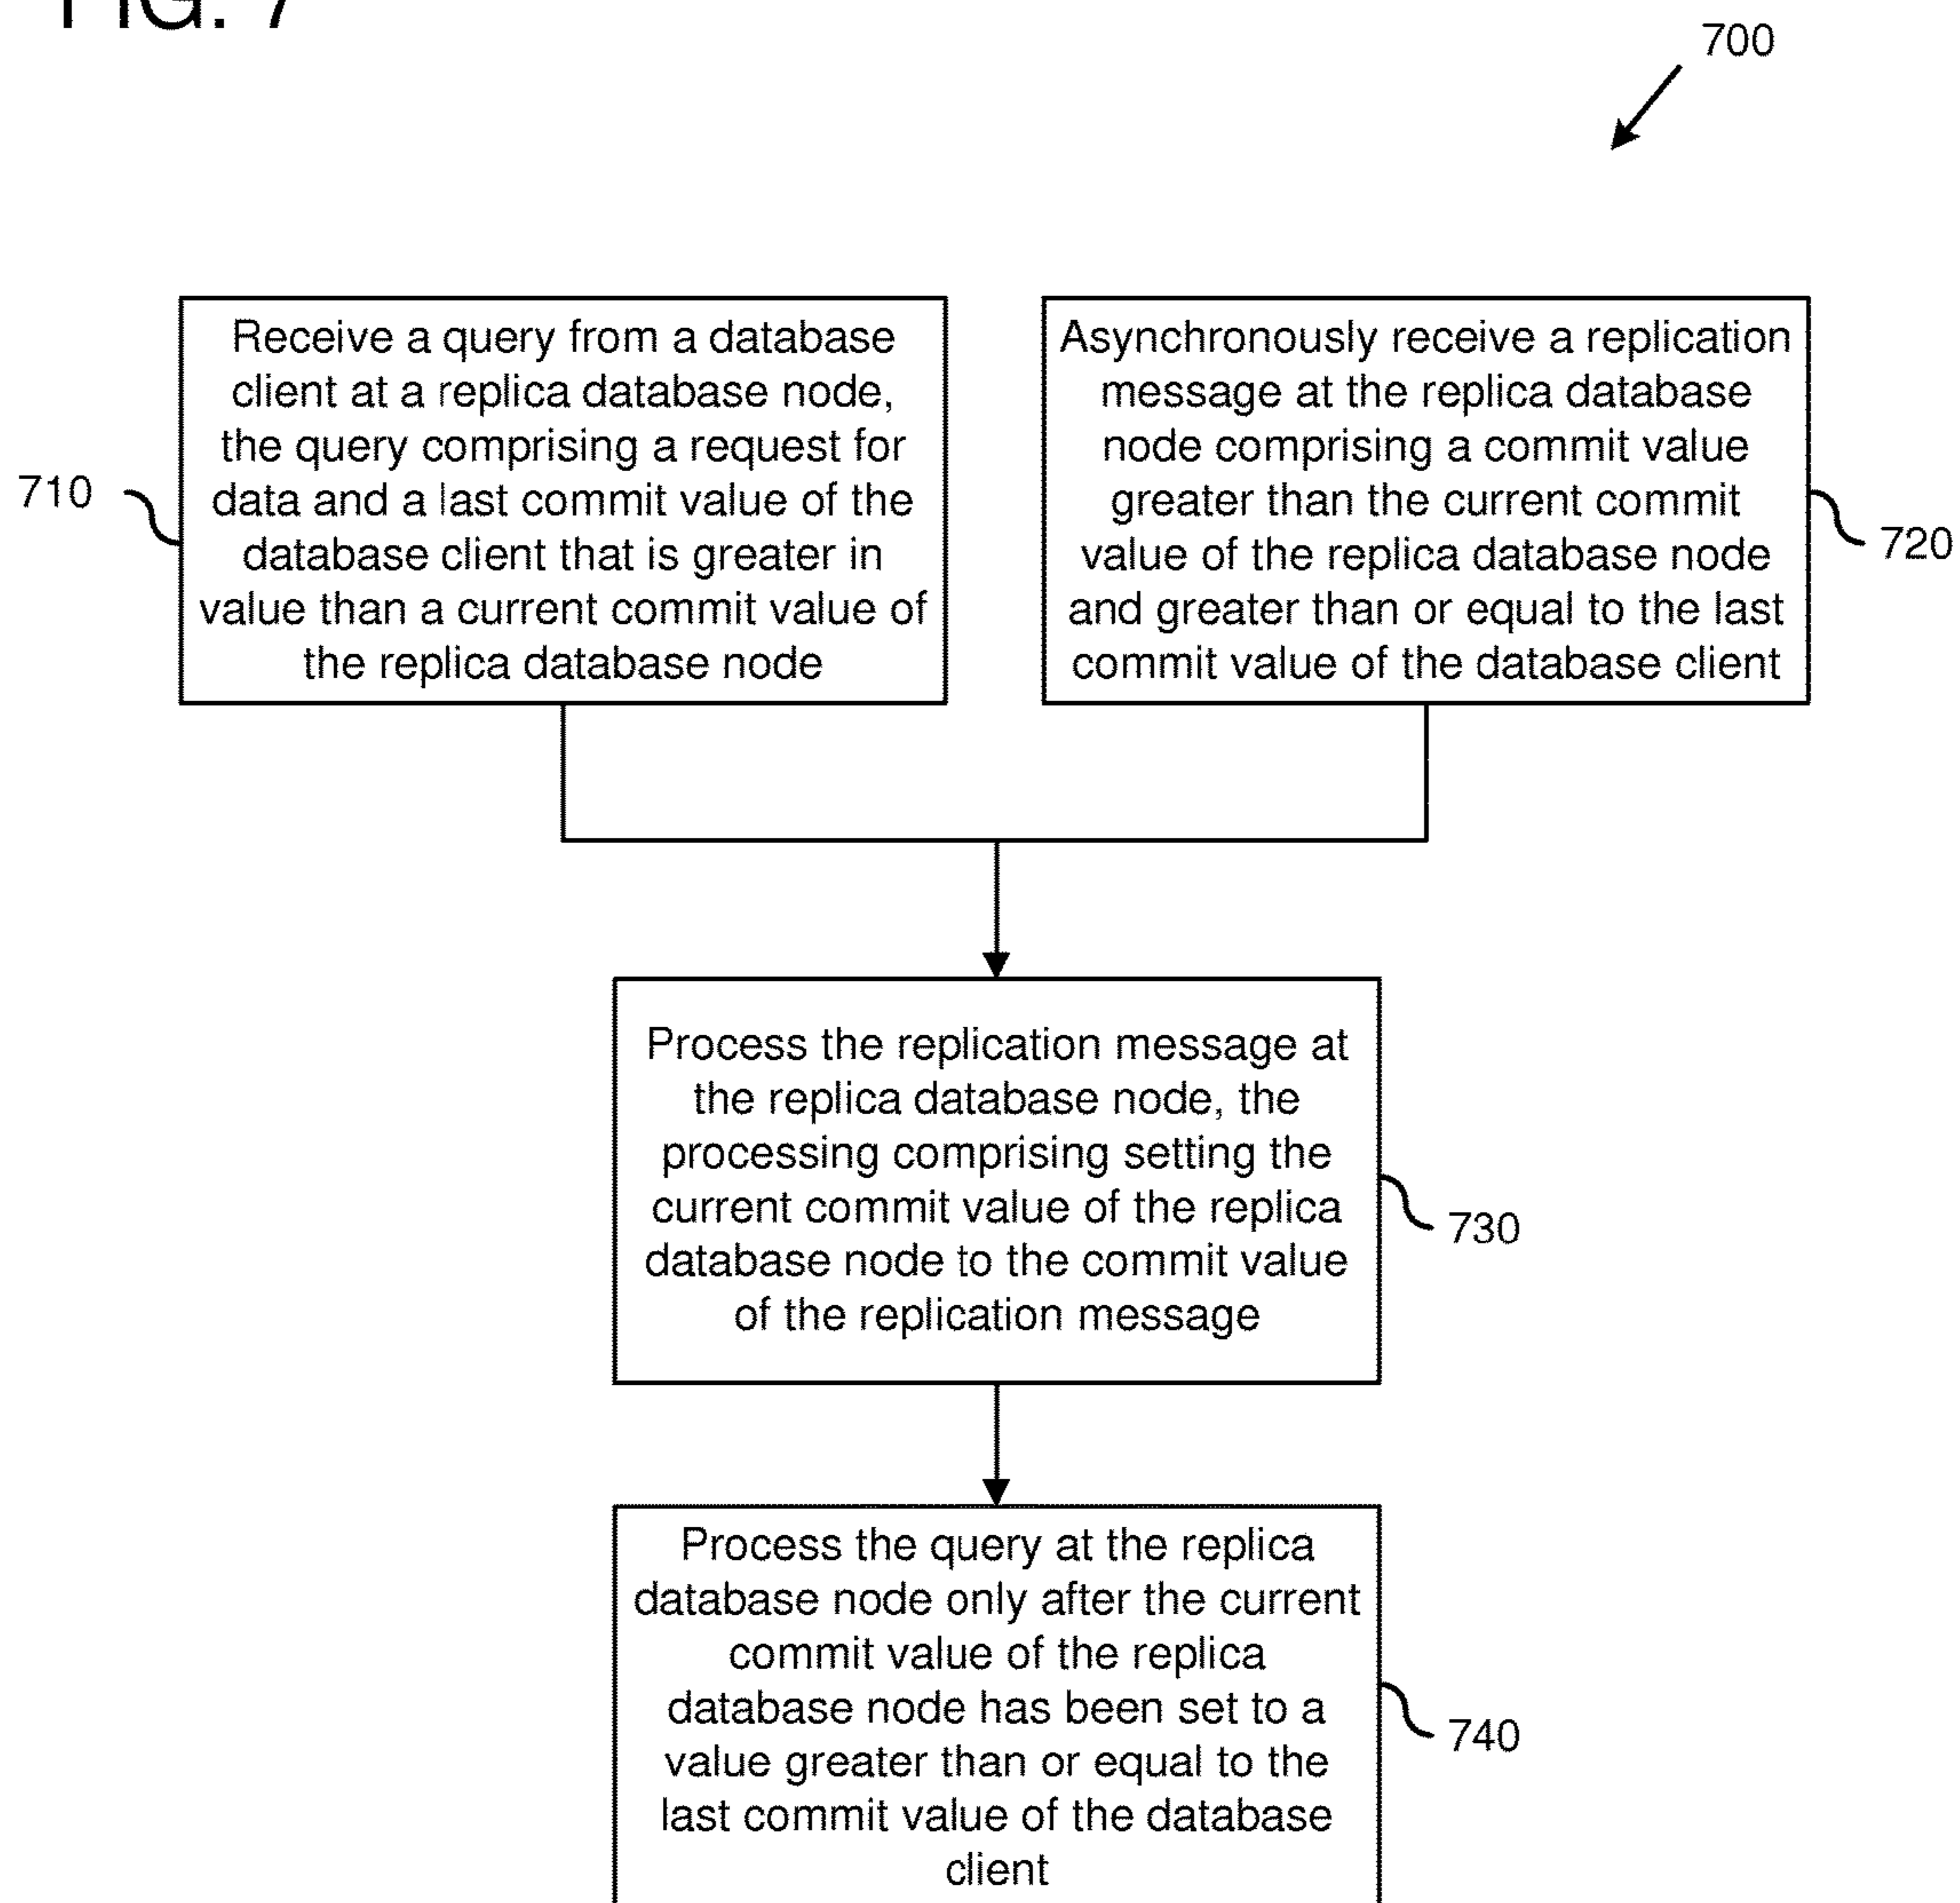 FIG. 7
700
Receive a query from a database
client at a replica database node,
the query comprising a request for
data and a last commit value of the
database client that is greater in
value than a current commit value of
the replica database node
710
Asynchronously receive a replication
message at the replica database
node comprising a commit value
greater than the current commit
value of the replica database node
and greater than or equal to the last
commit value of the database client
720
Process the replication message at
the replica database node, the
processing comprising setting the
current commit value of the replica
database node to the commit value
of the replication message
730
Process the query at the replica
database node only after the current
commit value of the replica
database node has been set to a
value greater than or equal to the
last commit value of the database
client
740